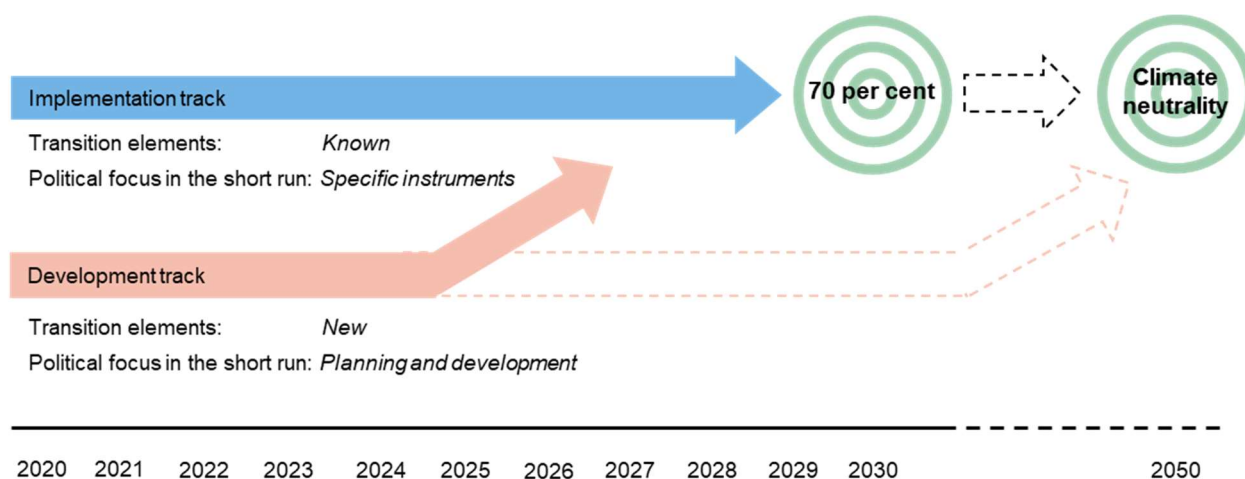 Implementation track
70 per cent
Climate
neutrality
Transition elements: Known
Political focus in the short run: Specific instruments
Development track
Transition elements: New
Political focus in the short run: Planning and development
2020 2021 2022 2023 2024 2025 2026 2027 2028 2029 2030 2050